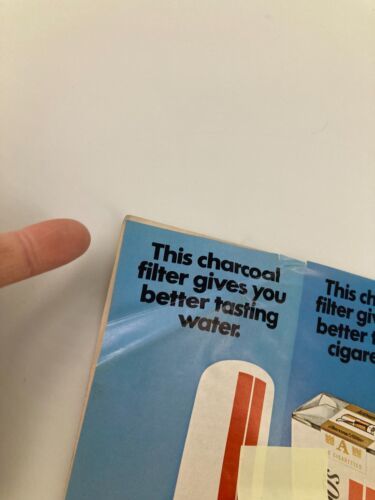 This charcoal
filter gives you
better tasting
water.
This ch
filter giv
better t
cigare
A